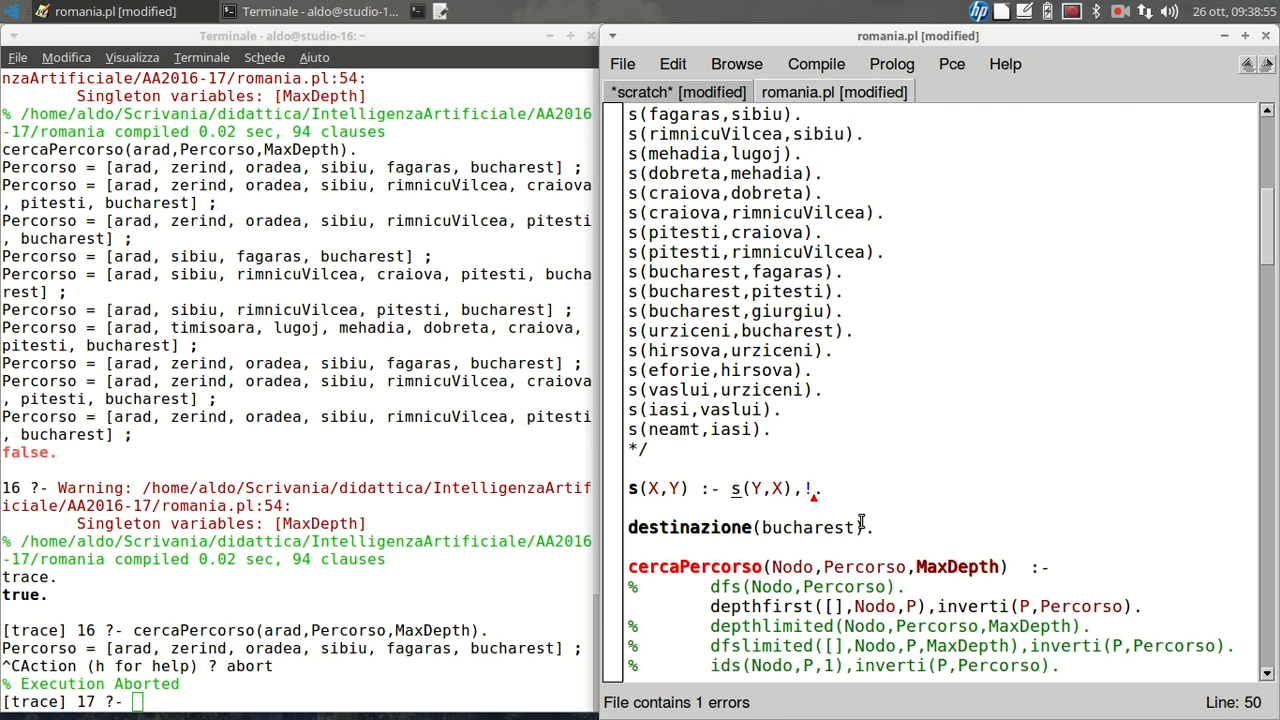 romania.pl [modified]
Terminale - aldo@studio-1...
26 ott, 09:38:55
Terminale - aldo@studio-16: ~
File Modifica Visualizza Terminale Schede Aiuto
nzaArtificiale/AA2016-17/romania.pl:54:
Singleton variables: [MaxDepth]
% /home/aldo/Scrivania/didattica/IntelligenzaArtificiale/AA2016
-17/romania compiled 0.02 sec, 94 clauses
cercaPercorso(arad,Percorso,MaxDepth).
Percorso = [arad, zerind, oradea, sibiu, fagaras, bucharest] ;
Percorso = [arad, zerind, oradea, sibiu, rimnicuVilcea, craiova
, pitesti, bucharest] ;
Percorso = [arad, zerind, oradea, sibiu, rimnicuVilcea, pitesti
, bucharest] ;
Percorso = [arad, sibiu, fagaras, bucharest] ;
Percorso = [arad, sibiu, rimnicuVilcea, craiova, pitesti, bucha
rest] ;
Percorso = [arad, sibiu, rimnicuVilcea, pitesti, bucharest] ;
Percorso = [arad, timisoara, lugoj, mehadia, dobreta, craiova,
pitesti, bucharest] ;
Percorso = [arad, zerind, oradea, sibiu, fagaras, bucharest] ;
Percorso = [arad, zerind, oradea, sibiu, rimnicuVilcea, craiova
, pitesti, bucharest] ;
Percorso = [arad, zerind, oradea, sibiu, rimnicuVilcea, pitesti
, bucharest] ;
false.
16 ?- Warning: /home/aldo/Scrivania/didattica/IntelligenzaArtif
iciale/AA2016-17/romania.pl:54:
Singleton variables: [MaxDepth]
% /home/aldo/Scrivania/didattica/IntelligenzaArtificiale/AA2016
-17/romania compiled 0.02 sec, 94 clauses
trace.
true.
[trace] 16 ?- cercaPercorso(arad,Percorso,MaxDepth).
Percorso = [arad, zerind, oradea, sibiu, fagaras, bucharest] ;
^CAction (h for help) ? abort
% Execution Aborted
[trace] 17 ?-
romania.pl [modified]
File Edit Browse Compile Prolog Pce Help
*scratch* [modified] romania.pl [modified]
s(fagaras,sibiu).
s(rimnicuVilcea,sibiu).
s(mehadia,lugoj).
s(dobreta,mehadia).
s(craiova,dobreta).
s(craiova,rimnicuVilcea).
s(pitesti,craiova).
s(pitesti,rimnicuVilcea).
s(bucharest,fagaras).
s(bucharest,pitesti).
s(bucharest,giurgiu).
s(urziceni,bucharest).
s(hirsova,urziceni).
s(eforie,hirsova).
s(vaslui,urziceni).
s(iasi,vaslui).
s(neamt,iasi).
*/
s(X,Y) :- s(Y,X),!.
destinazione(bucharest).
cercaPercorso(Nodo,Percorso,MaxDepth) :-
% dfs(Nodo,Percorso).
depthfirst([],Nodo,P),inverti(P,Percorso).
% depthlimited(Nodo,Percorso,MaxDepth).
% dfslimited([],Nodo,P,MaxDepth),inverti(P,Percorso).
% ids(Nodo,P,1),inverti(P,Percorso).
File contains 1 errors
Line: 50